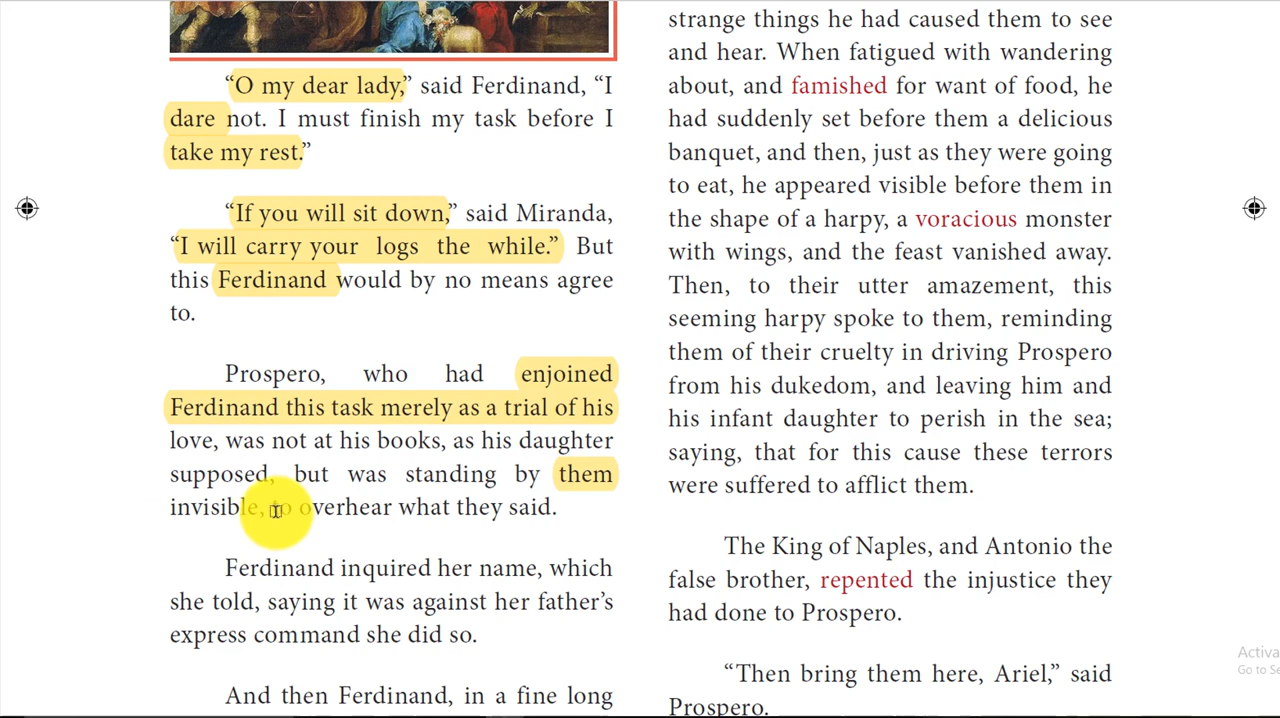 “O my dear lady,” said Ferdinand, “I
dare not. I must finish my task before I
take my rest.”
“If you will sit down,” said Miranda,
“I will carry your logs the while.” But
this Ferdinand would by no means agree
to.
Prospero, who had enjoined
Ferdinand this task merely as a trial of his
love, was not at his books, as his daughter
supposed, but was standing by them
invisible, to overhear what they said.
Ferdinand inquired her name, which
she told, saying it was against her father’s
express command she did so.
And then Ferdinand, in a fine long
strange things he had caused them to see
and hear. When fatigued with wandering
about, and famished for want of food, he
had suddenly set before them a delicious
banquet, and then, just as they were going
to eat, he appeared visible before them in
the shape of a harpy, a voracious monster
with wings, and the feast vanished away.
Then, to their utter amazement, this
seeming harpy spoke to them, reminding
them of their cruelty in driving Prospero
from his dukedom, and leaving him and
his infant daughter to perish in the sea;
saying, that for this cause these terrors
were suffered to afflict them.
The King of Naples, and Antonio the
false brother, repented the injustice they
had done to Prospero.
“Then bring them here, Ariel,” said
Prospero.
Activa
Go to Se